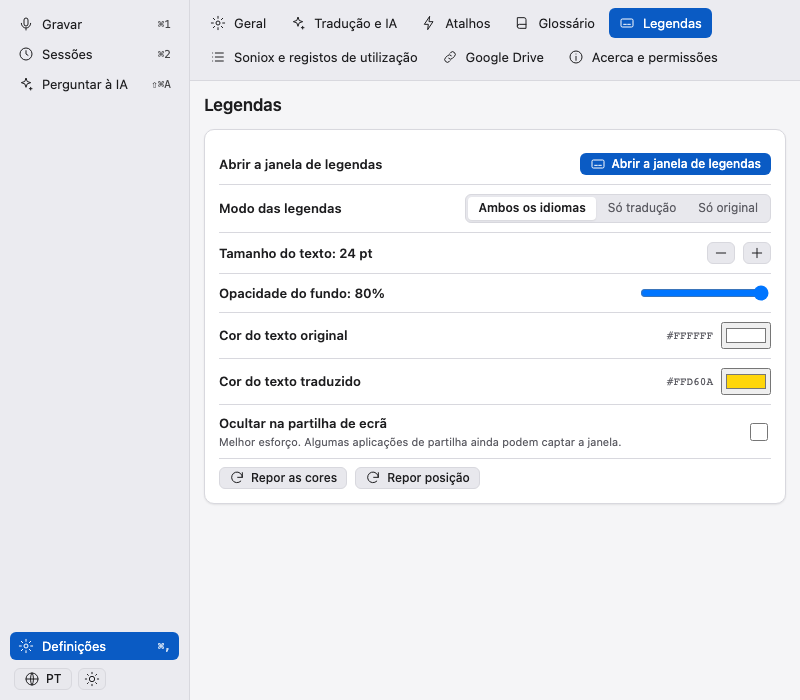 Gravar ⌘1
Sessões ⌘2
Perguntar à IA ⇧⌘A
Geral Tradução e IA Atalhos Glossário Legendas
Soniox e registos de utilização Google Drive Acerca e permissões
Legendas
Abrir a janela de legendas Abrir a janela de legendas
Modo das legendas Ambos os idiomas Só tradução Só original
Tamanho do texto: 24 pt
Opacidade do fundo: 80%
Cor do texto original #FFFFFF
Cor do texto traduzido #FFD60A
Ocultar na partilha de ecrã
Melhor esforço. Algumas aplicações de partilha ainda podem captar a janela.
Repor as cores Repor posição
Definições ⌘,
PT